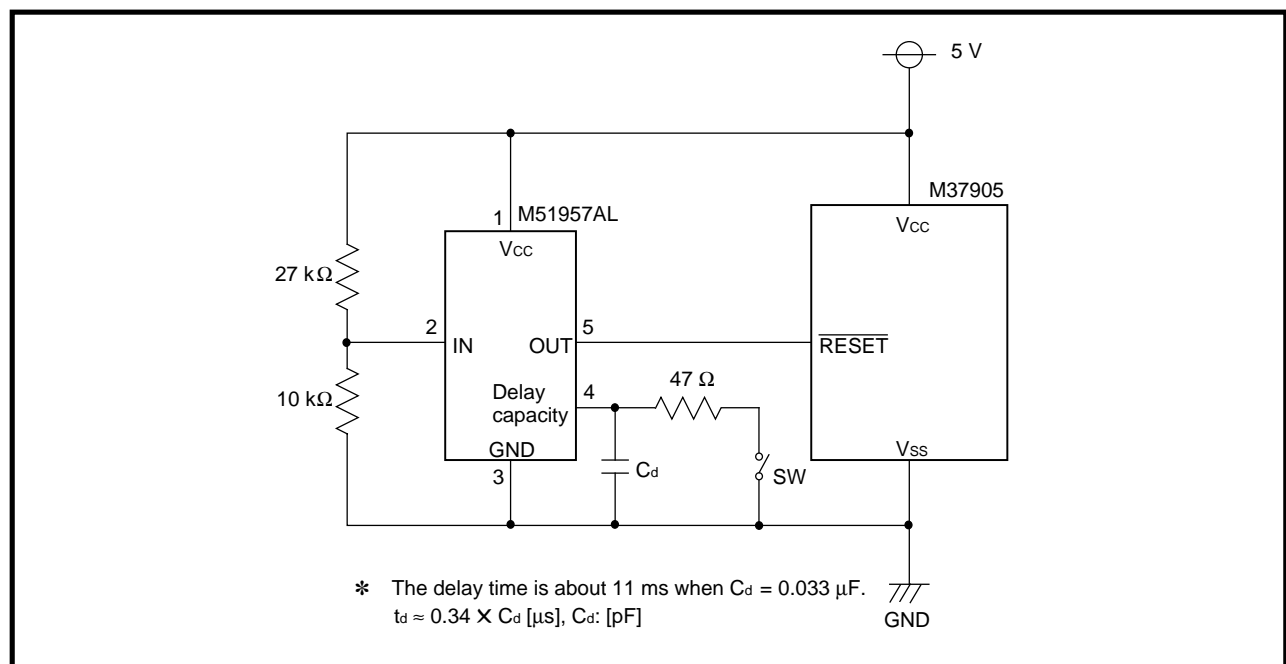 5 V
M37905
M51957AL
1
Vcc
Vcc
27 kΩ
2
IN
OUT
5
RESET
10 kΩ
Delay
capacity
4
47 Ω
GND
3
Cd
SW
Vss
✻ The delay time is about 11 ms when Cd = 0.033 µF.
td ≈ 0.34 ✕ Cd [µs], Cd: [pF]
GND